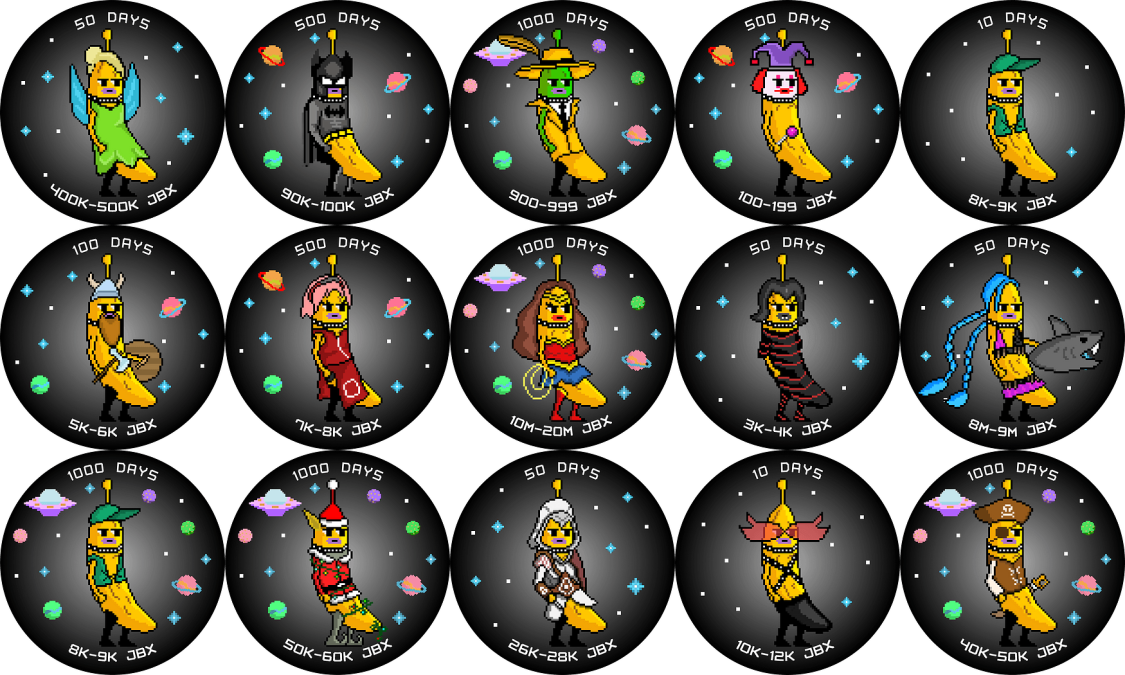 50 DAYS
400K-500K JBX
500 DAYS
90K-100K JBX
1000 DAYS
900-999 JBX
500 DAYS
100-199 JBX
10 DAYS
8K-9K JBX
100 DAYS
5K-6K JBX
500 DAYS
7K-8K JBX
1000 DAYS
10M-20M JBX
50 DAYS
3K-4K JBX
50 DAYS
8M-9M JBX
1000 DAYS
8K-9K JBX
1000 DAYS
50K-60K JBX
50 DAYS
26K-28K JBX
10 DAYS
10K-12K JBX
1000 DAYS
40K-50K JBX